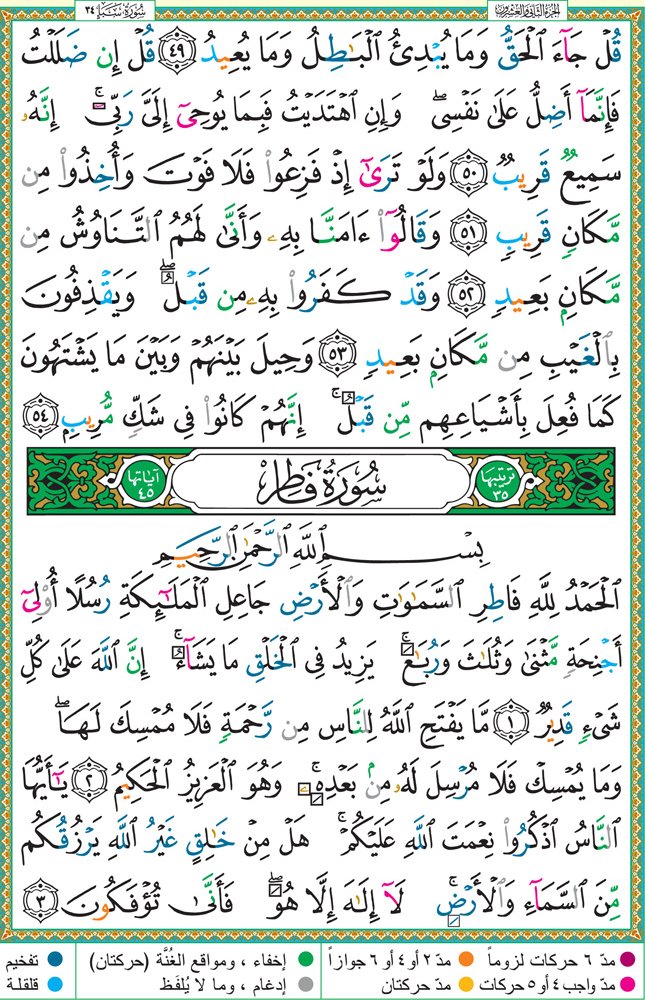 الجزء الثاني والعشرون
سُورَةُ سَبَأ ٣٤
قُلْ جَآءَ ٱلْحَقُّ وَمَا يُبْدِئُ ٱلْبَـٰطِلُ وَمَا يُعِيدُ ٤٩ قُلْ إِن ضَلَلْتُ
فَإِنَّمَآ أَضِلُّ عَلَىٰ نَفْسِى ۖ وَإِنِ ٱهْتَدَيْتُ فَبِمَا يُوحِىٓ إِلَىَّ رَبِّىٓ ۚ إِنَّهُۥ
سَمِيعٌ قَرِيبٌ ٥٠ وَلَوْ تَرَىٰٓ إِذْ فَزِعُوا۟ فَلَا فَوْتَ وَأُخِذُوا۟ مِن
مَّكَانٍ قَرِيبٍ ٥١ وَقَالُوٓا۟ ءَامَنَّا بِهِۦ وَأَنَّىٰ لَهُمُ ٱلتَّنَاوُشُ مِن
مَّكَانٍۭ بَعِيدٍ ٥٢ وَقَدْ كَفَرُوا۟ بِهِۦ مِن قَبْلُ ۖ وَيَقْذِفُونَ
بِٱلْغَيْبِ مِن مَّكَانٍۭ بَعِيدٍ ٥٣ وَحِيلَ بَيْنَهُمْ وَبَيْنَ مَا يَشْتَهُونَ
كَمَا فُعِلَ بِأَشْيَاعِهِم مِّن قَبْلُ ۚ إِنَّهُمْ كَانُوا۟ فِى شَكٍّ مُّرِيبٍۭ ٥٤
ترتيبها ٣٥
سُورَةُ فَاطِر
آياتها ٤٥
بِسْمِ ٱللَّهِ ٱلرَّحْمَـٰنِ ٱلرَّحِيمِ
ٱلْحَمْدُ لِلَّهِ فَاطِرِ ٱلسَّمَـٰوَٰتِ وَٱلْأَرْضِ جَاعِلِ ٱلْمَلَـٰٓئِكَةِ رُسُلًا أُو۟لِىٓ
أَجْنِحَةٍ مَّثْنَىٰ وَثُلَـٰثَ وَرُبَـٰعَ ۚ يَزِيدُ فِى ٱلْخَلْقِ مَا يَشَآءُ ۚ إِنَّ ٱللَّهَ عَلَىٰ كُلِّ
شَىْءٍ قَدِيرٌ ١ مَّا يَفْتَحِ ٱللَّهُ لِلنَّاسِ مِن رَّحْمَةٍ فَلَا مُمْسِكَ لَهَا ۖ
وَمَا يُمْسِكْ فَلَا مُرْسِلَ لَهُۥ مِنۢ بَعْدِهِۦ ۚ وَهُوَ ٱلْعَزِيزُ ٱلْحَكِيمُ ٢ يَـٰٓأَيُّهَا
ٱلنَّاسُ ٱذْكُرُوا۟ نِعْمَتَ ٱللَّهِ عَلَيْكُمْ ۚ هَلْ مِنْ خَـٰلِقٍ غَيْرُ ٱللَّهِ يَرْزُقُكُم
مِّنَ ٱلسَّمَآءِ وَٱلْأَرْضِ ۚ لَآ إِلَـٰهَ إِلَّا هُوَ ۖ فَأَنَّىٰ تُؤْفَكُونَ ٣
مدّ ٦ حركات لزوماً مدّ ٢ أو ٤ أو ٦ جوازاً إخفاء ، ومواقع الغُنَّة (حركتان) تفخيم
مدّ واجب ٤ أو ٥ حركات مدّ حركتان إدغام ، وما لا يُلفَظ قلقلة